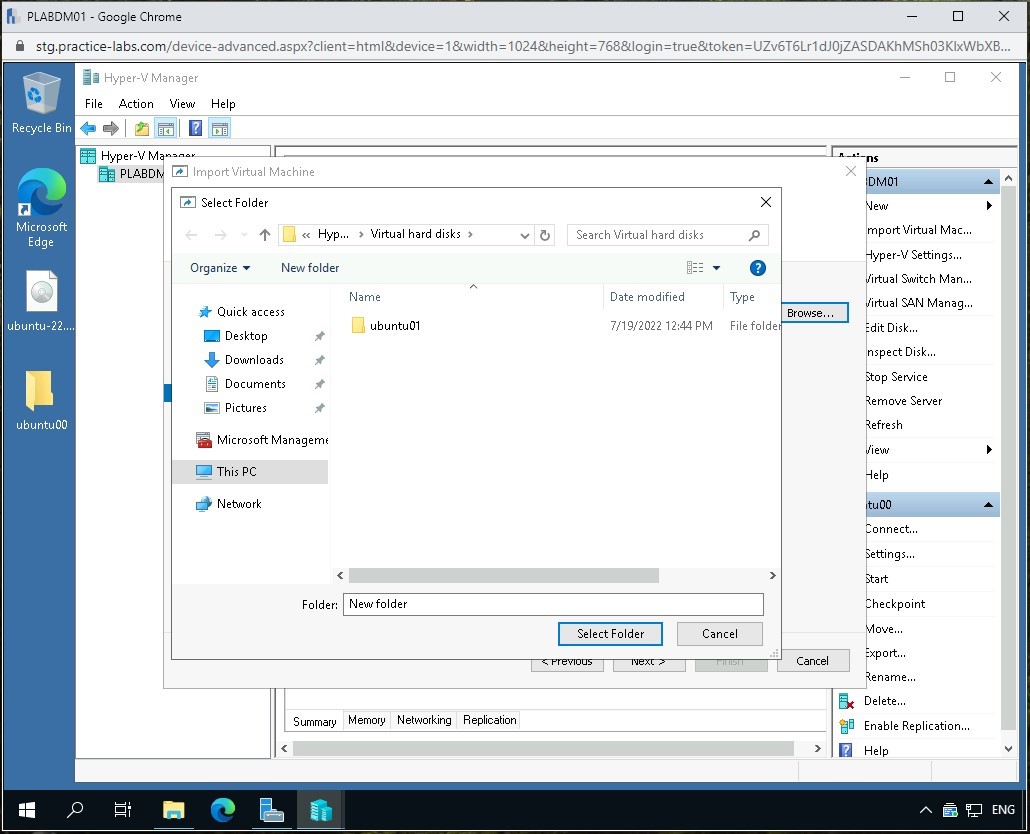 PLABDM01 - Google Chrome
stg.practice-labs.com/device-advanced.aspx?client=html&device=1&width=1024&height=768&login=true&token=UZv6T6Lr1dJ0jZASDAKhMSh03KIxWbXB...
Recycle Bin
Microsoft Edge
ubuntu-22....
ubuntu00
Hyper-V Manager
File Action View Help
Hyper-V Manager
PLABDM
Import Virtual Machine
Select Folder
« Hyp... > Virtual hard disks >
Search Virtual hard disks
Organize New folder
Quick access
Desktop
Downloads
Documents
Pictures
Microsoft Manageme
This PC
Network
Name Date modified Type
ubuntu01 7/19/2022 12:44 PM File folder
Folder: New folder
Select Folder Cancel
Browse...
< Previous Next > Finish Cancel
Summary Memory Networking Replication
Actions
BDM01
New
Import Virtual Mac...
Hyper-V Settings...
Virtual Switch Man...
Virtual SAN Manag...
Edit Disk...
Inspect Disk...
Stop Service
Remove Server
Refresh
View
Help
tu00
Connect...
Settings...
Start
Checkpoint
Move...
Export...
Rename...
Delete...
Enable Replication...
Help
ENG